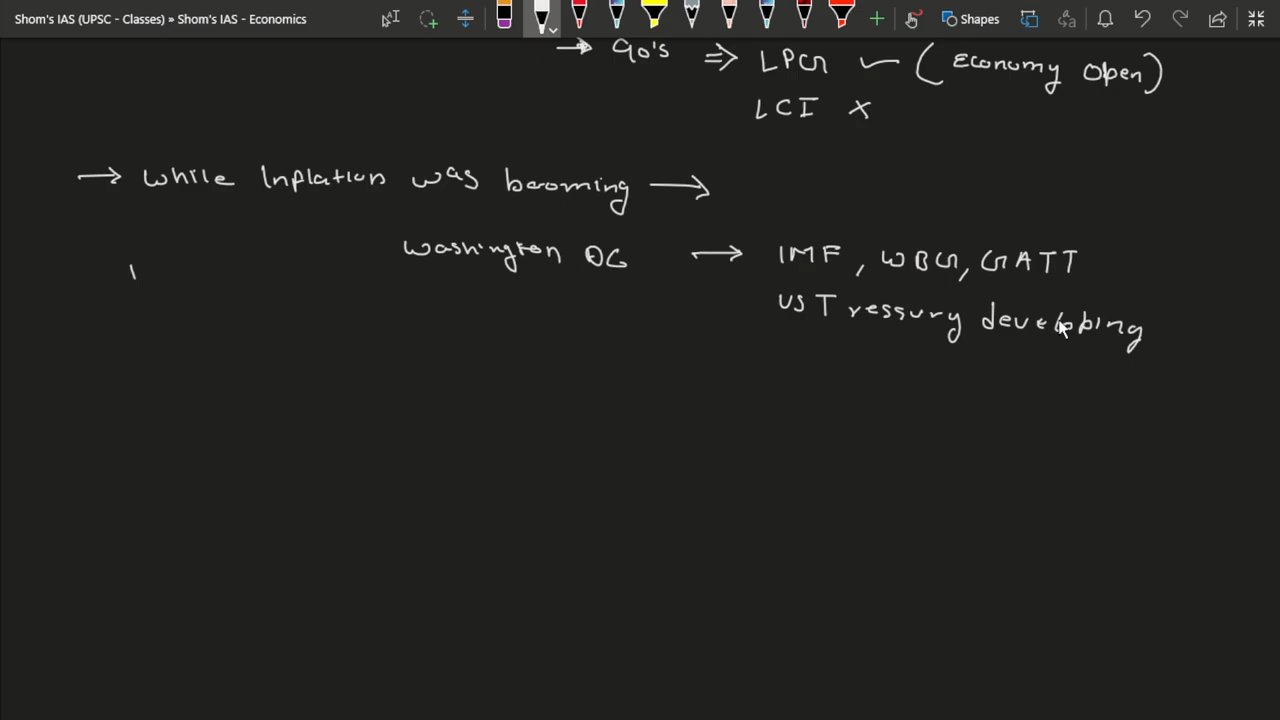 Shom's IAS (UPSC - Classes) » Shom's IAS - Economics
Shapes
→ 90's ⇒ LPG ✓ (Economy Open)
LCI X
→ While Inflation was booming →
Washington DC → IMF, WBG, GATT
US Tressury developing